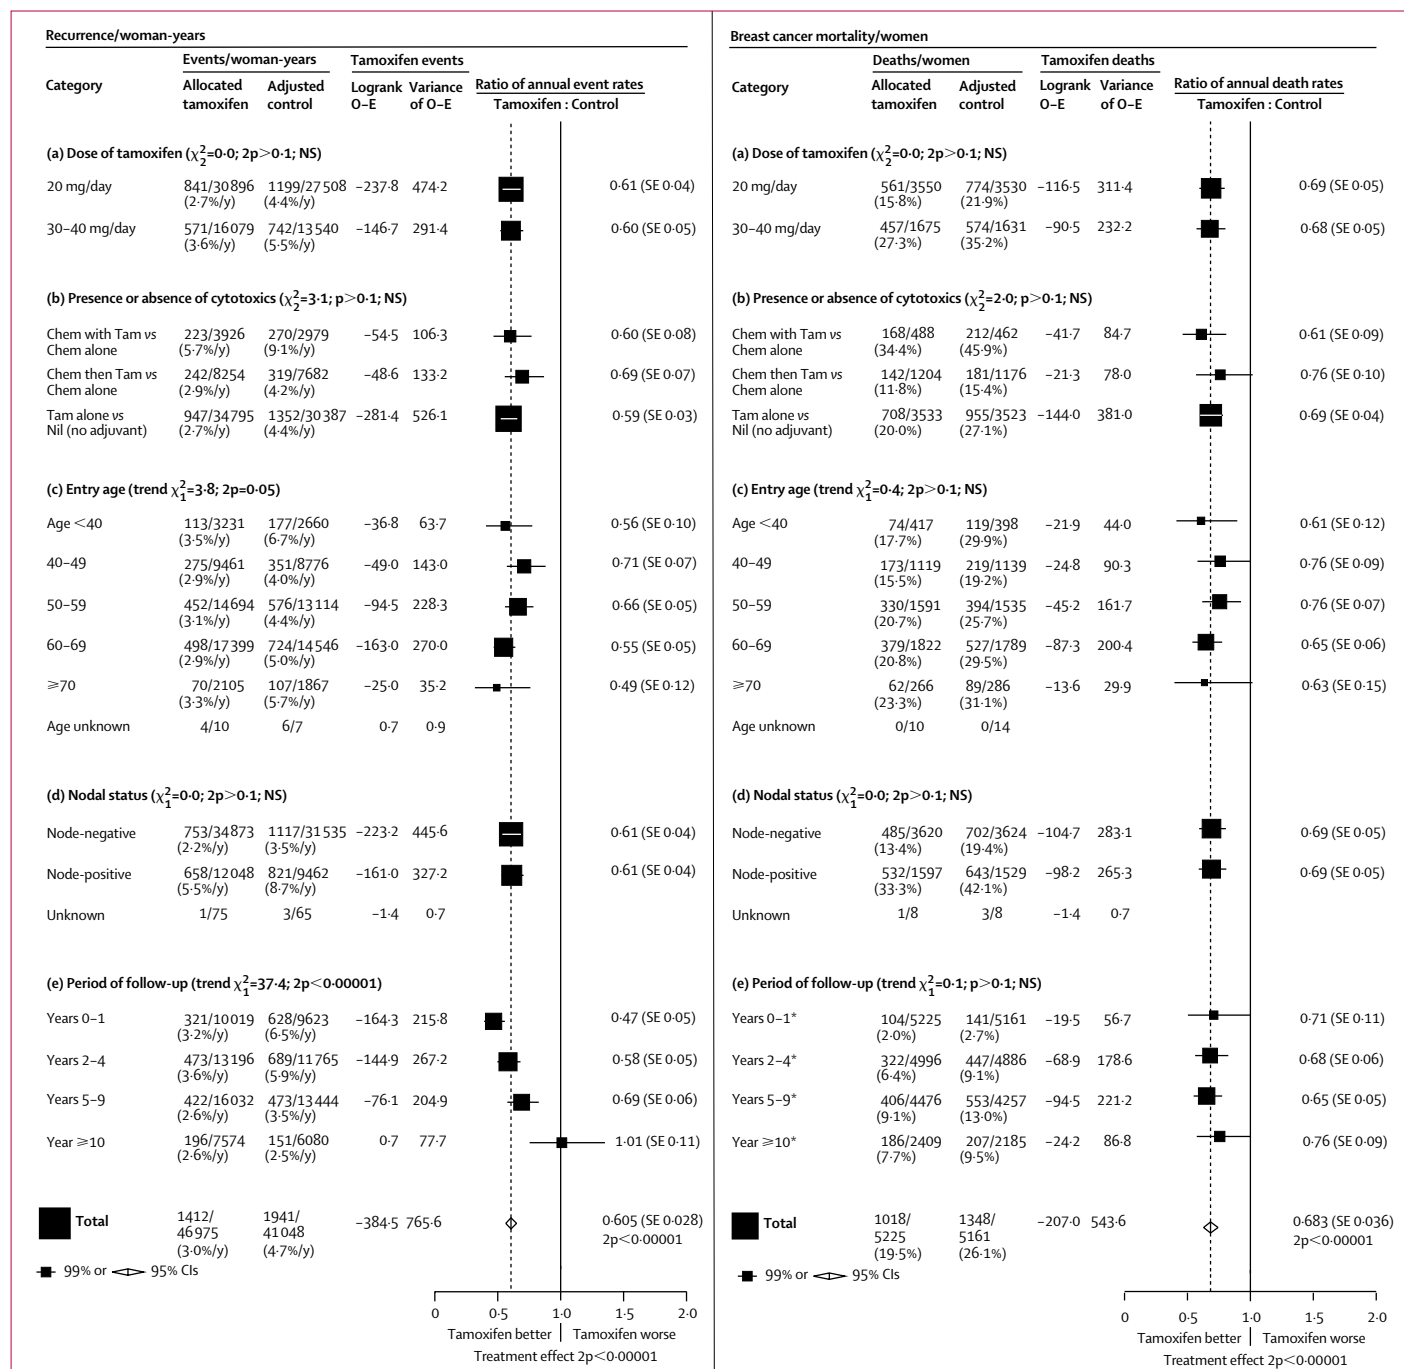 Recurrence/woman-years
Events/woman-years Tamoxifen events
Category Allocated tamoxifen Adjusted control Logrank O–E Variance of O–E Ratio of annual event rates
Tamoxifen : Control
(a) Dose of tamoxifen (χ²₂=0·0; 2p>0·1; NS)
20 mg/day 841/30 896 1199/27 508 –237·8 474·2 0·61 (SE 0·04)
(2·7%/y) (4·4%/y)
30–40 mg/day 571/16 079 742/13 540 –146·7 291·4 0·60 (SE 0·05)
(3·6%/y) (5·5%/y)
(b) Presence or absence of cytotoxics (χ²₂=3·1; p>0·1; NS)
Chem with Tam vs 223/3926 270/2979 –54·5 106·3 0·60 (SE 0·08)
Chem alone (5·7%/y) (9·1%/y)
Chem then Tam vs 242/8254 319/7682 –48·6 133·2 0·69 (SE 0·07)
Chem alone (2·9%/y) (4·2%/y)
Tam alone vs 947/34 795 1352/30 387 –281·4 526·1 0·59 (SE 0·03)
Nil (no adjuvant) (2·7%/y) (4·4%/y)
(c) Entry age (trend χ²₁=3·8; 2p=0·05)
Age <40 113/3231 177/2660 –36·8 63·7 0·56 (SE 0·10)
(3·5%/y) (6·7%/y)
40–49 275/9461 351/8776 –49·0 143·0 0·71 (SE 0·07)
(2·9%/y) (4·0%/y)
50–59 452/14 694 576/13 114 –94·5 228·3 0·66 (SE 0·05)
(3·1%/y) (4·4%/y)
60–69 498/17 399 724/14 546 –163·0 270·0 0·55 (SE 0·05)
(2·9%/y) (5·0%/y)
≥70 70/2105 107/1867 –25·0 35·2 0·49 (SE 0·12)
(3·3%/y) (5·7%/y)
Age unknown 4/10 6/7 0·7 0·9
(d) Nodal status (χ²₁=0·0; 2p>0·1; NS)
Node-negative 753/34 873 1117/31 535 –223·2 445·6 0·61 (SE 0·04)
(2·2%/y) (3·5%/y)
Node-positive 658/12 048 821/9462 –161·0 327·2 0·61 (SE 0·04)
(5·5%/y) (8·7%/y)
Unknown 1/75 3/65 –1·4 0·7
(e) Period of follow-up (trend χ²₁=37·4; 2p<0·00001)
Years 0–1 321/10 019 628/9623 –164·3 215·8 0·47 (SE 0·05)
(3·2%/y) (6·5%/y)
Years 2–4 473/13 196 689/11 765 –144·9 267·2 0·58 (SE 0·05)
(3·6%/y) (5·9%/y)
Years 5–9 422/16 032 473/13 444 –76·1 204·9 0·69 (SE 0·06)
(2·6%/y) (3·5%/y)
Year ≥10 196/7574 151/6080 0·7 77·7 1·01 (SE 0·11)
(2·6%/y) (2·5%/y)
Total 1412/ 1941/ –384·5 765·6 0·605 (SE 0·028)
46 975 41 048 2p<0·00001
(3·0%/y) (4·7%/y)
99% or 95% CIs
0 0·5 1·0 1·5 2·0
Tamoxifen better Tamoxifen worse
Treatment effect 2p<0·00001
Breast cancer mortality/women
Deaths/women Tamoxifen deaths
Category Allocated tamoxifen Adjusted control Logrank O–E Variance of O–E Ratio of annual death rates
Tamoxifen : Control
(a) Dose of tamoxifen (χ²₂=0·0; 2p>0·1; NS)
20 mg/day 561/3550 774/3530 –116·5 311·4 0·69 (SE 0·05)
(15·8%) (21·9%)
30–40 mg/day 457/1675 574/1631 –90·5 232·2 0·68 (SE 0·05)
(27·3%) (35·2%)
(b) Presence or absence of cytotoxics (χ²₂=2·0; p>0·1; NS)
Chem with Tam vs 168/488 212/462 –41·7 84·7 0·61 (SE 0·09)
Chem alone (34·4%) (45·9%)
Chem then Tam vs 142/1204 181/1176 –21·3 78·0 0·76 (SE 0·10)
Chem alone (11·8%) (15·4%)
Tam alone vs 708/3533 955/3523 –144·0 381·0 0·69 (SE 0·04)
Nil (no adjuvant) (20·0%) (27·1%)
(c) Entry age (trend χ²₁=0·4; 2p>0·1; NS)
Age <40 74/417 119/398 –21·9 44·0 0·61 (SE 0·12)
(17·7%) (29·9%)
40–49 173/1119 219/1139 –24·8 90·3 0·76 (SE 0·09)
(15·5%) (19·2%)
50–59 330/1591 394/1535 –45·2 161·7 0·76 (SE 0·07)
(20·7%) (25·7%)
60–69 379/1822 527/1789 –87·3 200·4 0·65 (SE 0·06)
(20·8%) (29·5%)
≥70 62/266 89/286 –13·6 29·9 0·63 (SE 0·15)
(23·3%) (31·1%)
Age unknown 0/10 0/14
(d) Nodal status (χ²₁=0·0; 2p>0·1; NS)
Node-negative 485/3620 702/3624 –104·7 283·1 0·69 (SE 0·05)
(13·4%) (19·4%)
Node-positive 532/1597 643/1529 –98·2 265·3 0·69 (SE 0·05)
(33·3%) (42·1%)
Unknown 1/8 3/8 –1·4 0·7
(e) Period of follow-up (trend χ²₁=0·1; p>0·1; NS)
Years 0–1* 104/5225 141/5161 –19·5 56·7 0·71 (SE 0·11)
(2·0%) (2·7%)
Years 2–4* 322/4996 447/4886 –68·9 178·6 0·68 (SE 0·06)
(6·4%) (9·1%)
Years 5–9* 406/4476 553/4257 –94·5 221·2 0·65 (SE 0·05)
(9·1%) (13·0%)
Year ≥10* 186/2409 207/2185 –24·2 86·8 0·76 (SE 0·09)
(7·7%) (9·5%)
Total 1018/ 1348/ –207·0 543·6 0·683 (SE 0·036)
5225 5161 2p<0·00001
(19·5%) (26·1%)
99% or 95% CIs
0 0·5 1·0 1·5 2·0
Tamoxifen better Tamoxifen worse
Treatment effect 2p<0·00001